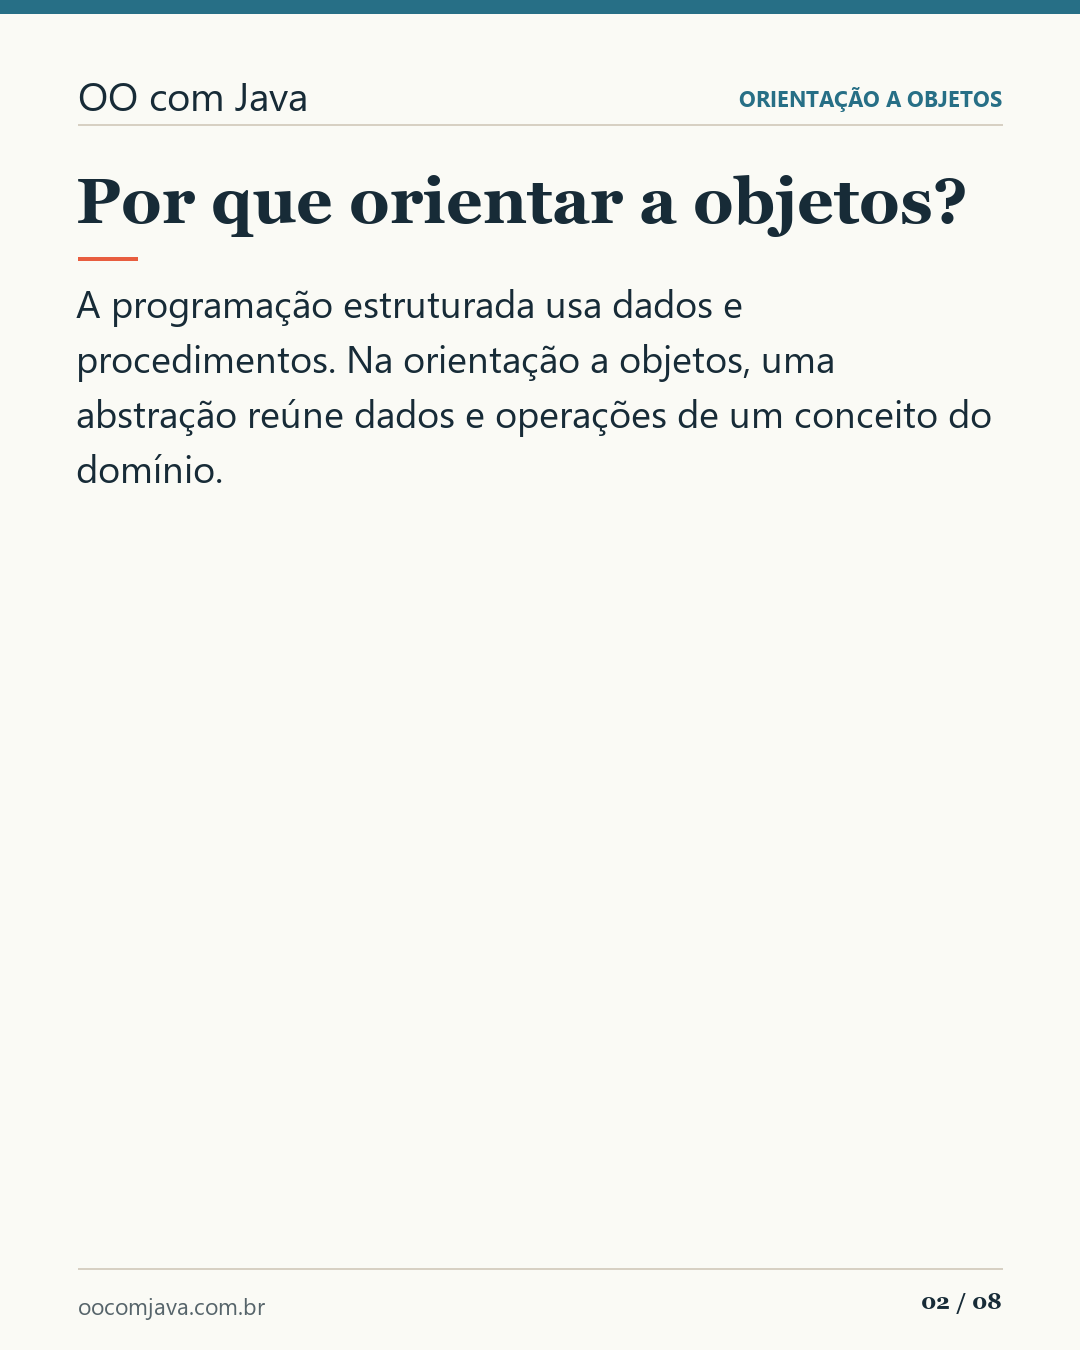 OO com Java
ORIENTAÇÃO A OBJETOS
Por que orientar a objetos?
A programação estruturada usa dados e
procedimentos. Na orientação a objetos, uma
abstração reúne dados e operações de um conceito do
domínio.
oocomjava.com.br
02 / 08